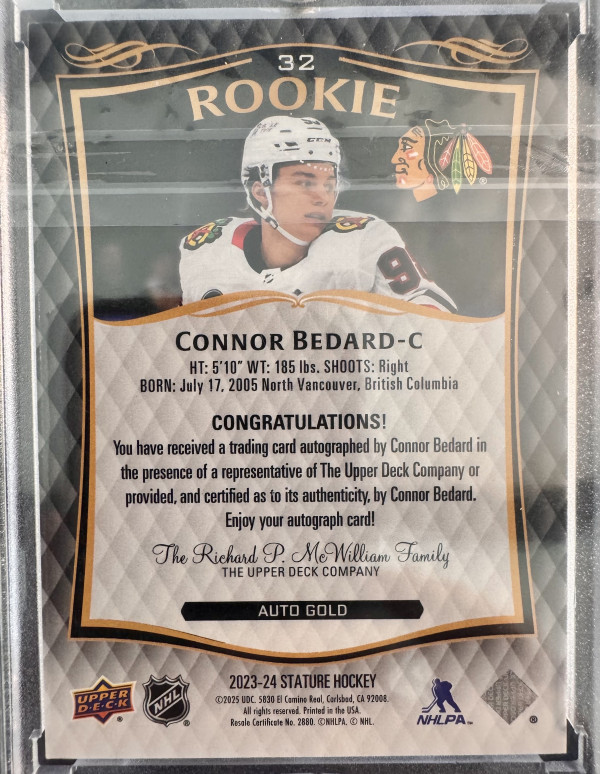 32
ROOKIE
CCM
9
CONNOR BEDARD-C
HT: 5'10" WT: 185 lbs. SHOOTS: Right
BORN: July 17, 2005 North Vancouver, British Columbia
CONGRATULATIONS!
You have received a trading card autographed by Connor Bedard in
the presence of a representative of The Upper Deck Company or
provided, and certified as to its authenticity, by Connor Bedard.
Enjoy your autograph card!
The Richard P. McWilliam Family
THE UPPER DECK COMPANY
AUTO GOLD
2023-24 STATURE HOCKEY
©2025 UDC. 5830 El Camino Real, Carlsbad, CA 92008.
All rights reserved. Printed in the USA.
Resale Certificate No. 2880. ©NHLPA. © NHL.
UPPER
DECK
®
NHL
®
NHLPA™
®